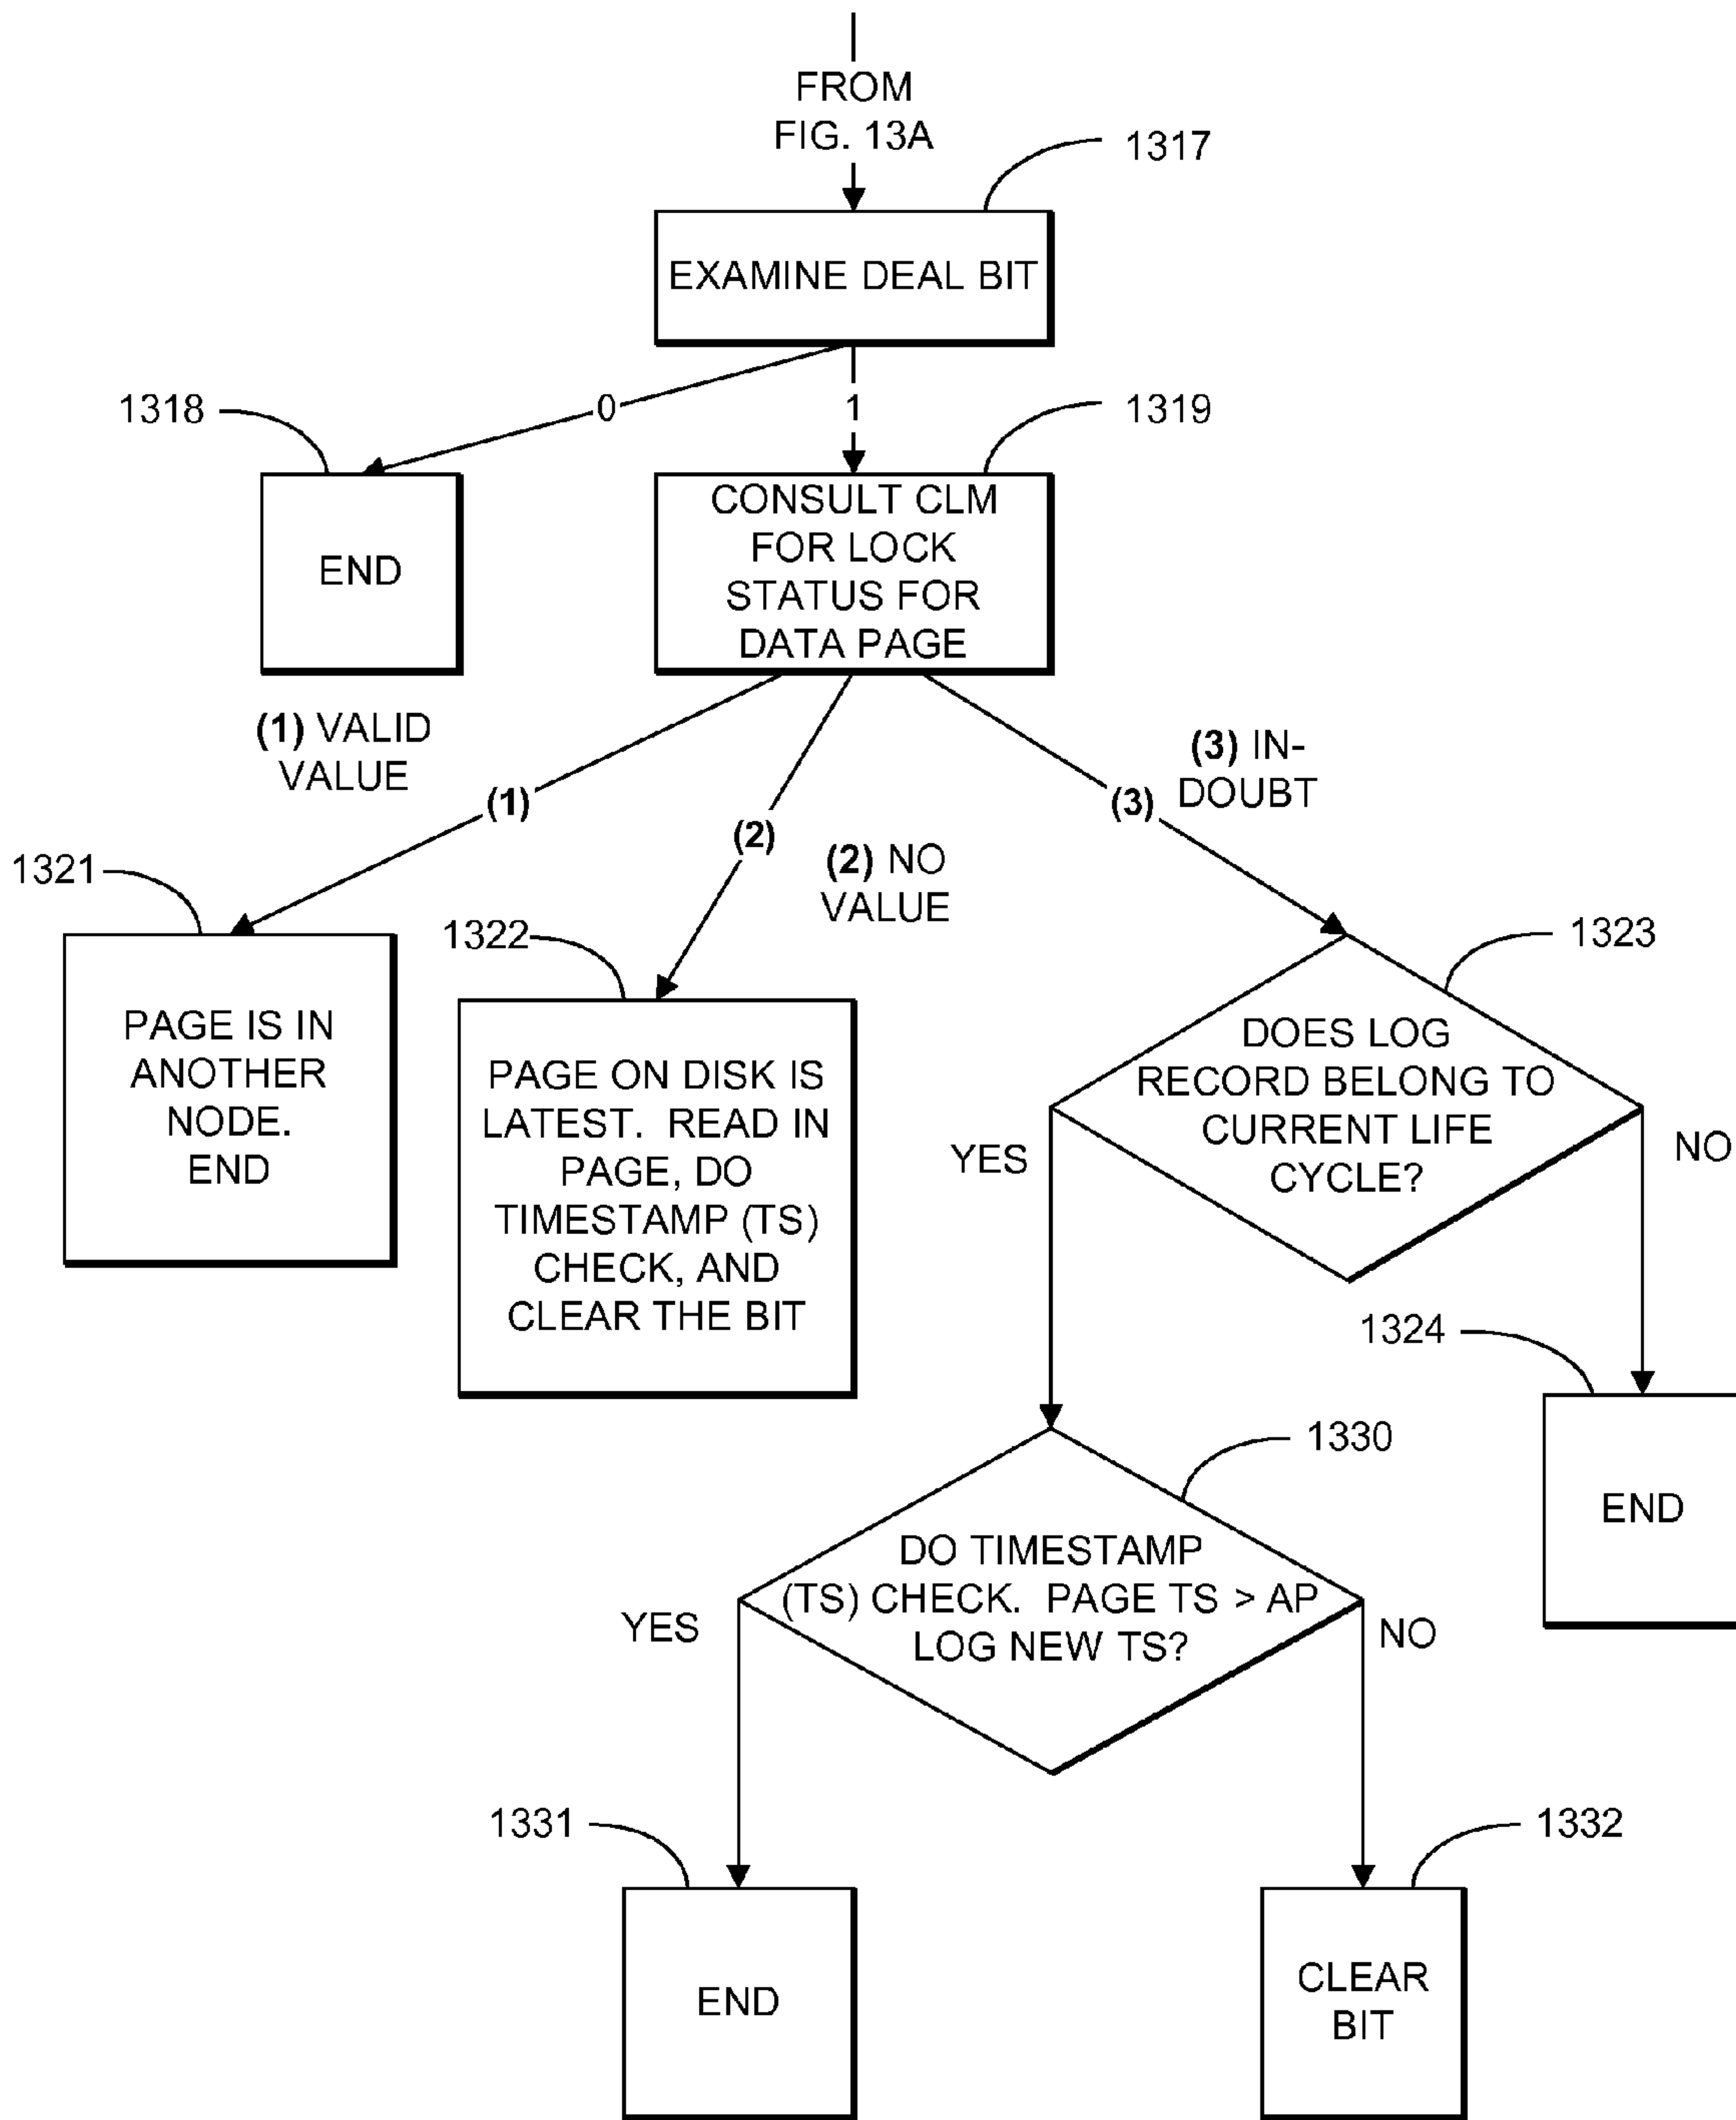 FROM
FIG. 13A
1317
EXAMINE DEAL BIT
0
1
1318
1319
END
CONSULT CLM
FOR LOCK
STATUS FOR
DATA PAGE
(1) VALID
VALUE
(3) IN-
DOUBT
(1)
(2)
(3)
(2) NO
VALUE
1321
1322
1323
PAGE IS IN
ANOTHER
NODE.
END
PAGE ON DISK IS
LATEST. READ IN
PAGE, DO
TIMESTAMP (TS)
CHECK, AND
CLEAR THE BIT
DOES LOG
RECORD BELONG TO
CURRENT LIFE
CYCLE?
YES
NO
1324
END
1330
DO TIMESTAMP
(TS) CHECK. PAGE TS > AP
LOG NEW TS?
YES
NO
1331
1332
END
CLEAR
BIT